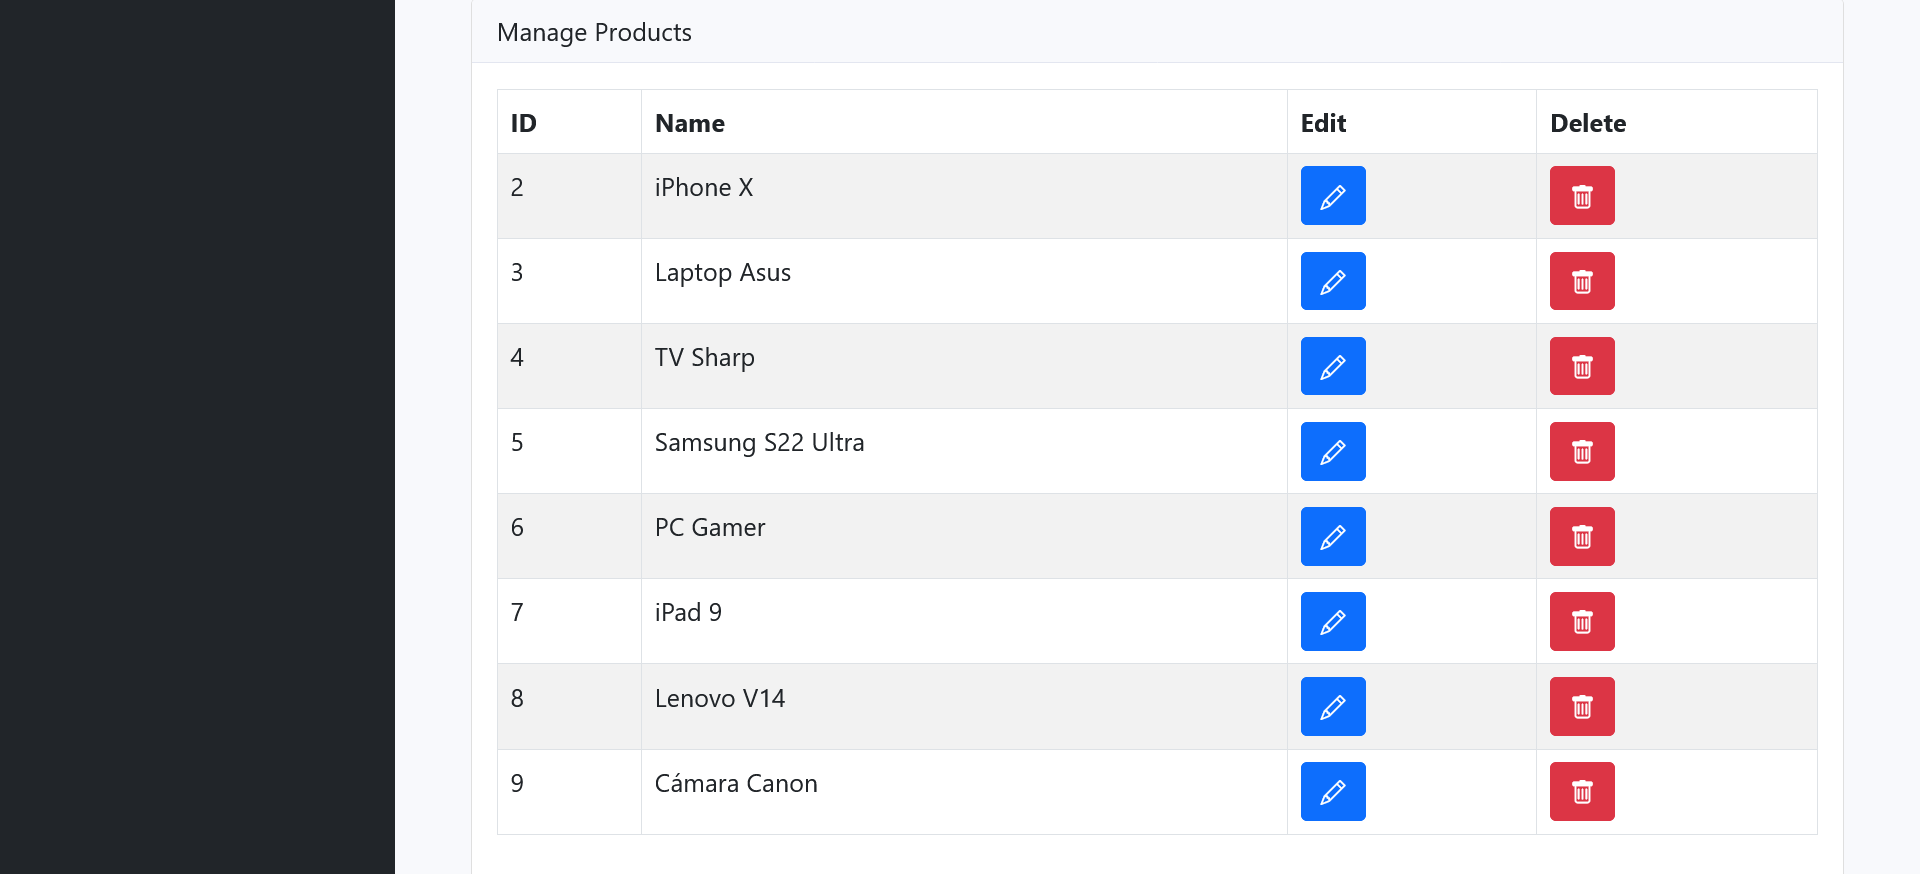 Manage Products
ID Name Edit Delete
2 iPhone X
3 Laptop Asus
4 TV Sharp
5 Samsung S22 Ultra
6 PC Gamer
7 iPad 9
8 Lenovo V14
9 Cámara Canon